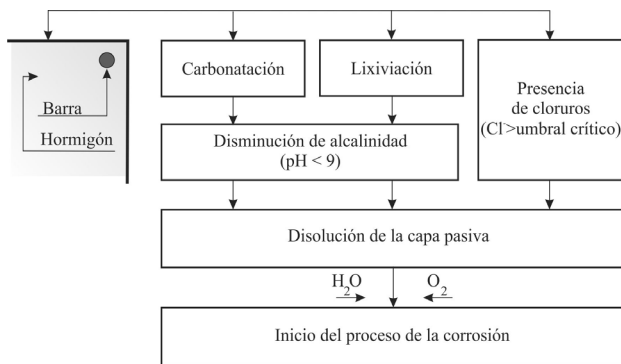 Barra
Hormigón
Carbonatación
Lixiviación
Presencia
de cloruros
(Cl⁻>umbral crítico)
Disminución de alcalinidad
(pH < 9)
Disolución de la capa pasiva
H₂O
O₂
Inicio del proceso de la corrosión